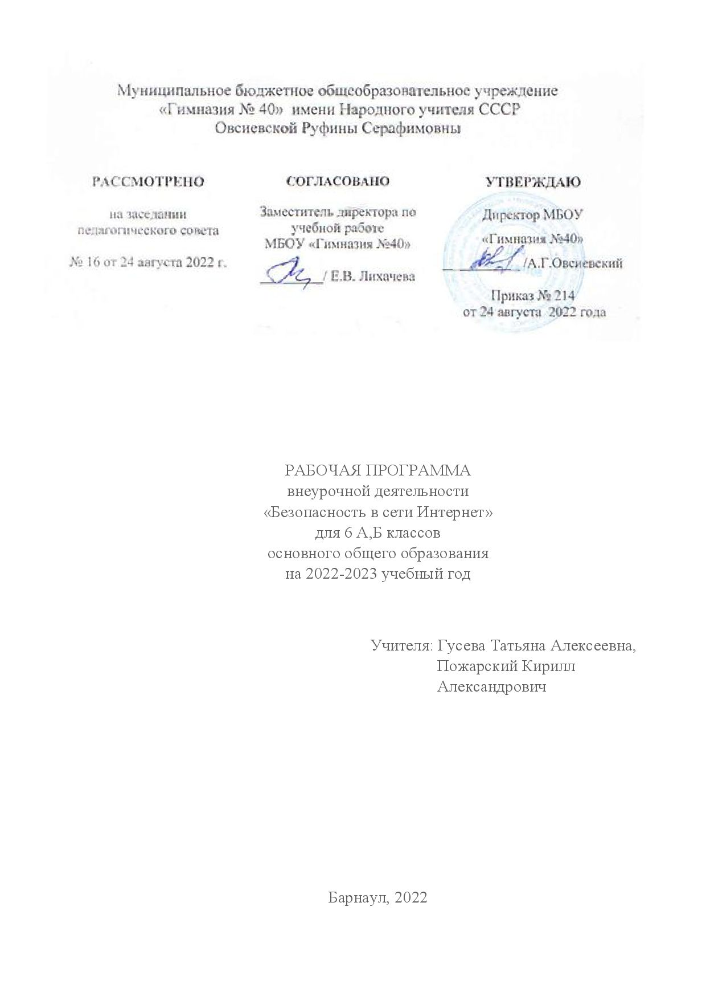 Муниципальное бюджетное общеобразовательное учреждение
«Гимназия № 40» имени Народного учителя СССР
Овсиевской Руфины Серафимовны
РАССМОТРЕНО
на заседании
педагогического совета
№ 16 от 24 августа 2022 г.
СОГЛАСОВАНО
Заместитель директора по
учебной работе
МБОУ «Гимназия №40»
/ Е.В. Лихачева
УТВЕРЖДАЮ
Директор МБОУ
«Гимназия №40»
/А.Г.Овсиевский
Приказ № 214
от 24 августа 2022 года
РАБОЧАЯ ПРОГРАММА
внеурочной деятельности
«Безопасность в сети Интернет»
для 6 А,Б классов
основного общего образования
на 2022-2023 учебный год
Учителя: Гусева Татьяна Алексеевна,
Пожарский Кирилл
Александрович
Барнаул, 2022